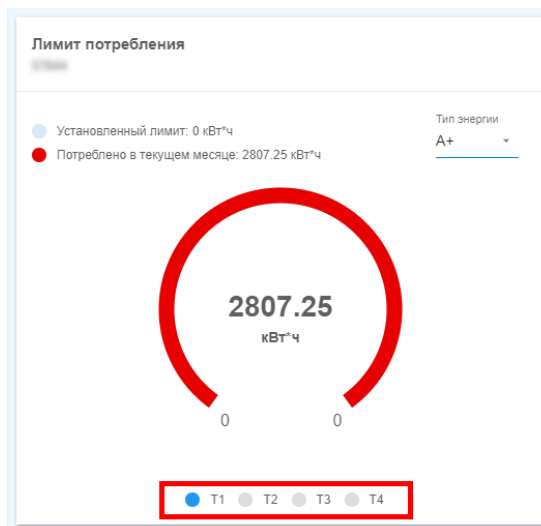 Лимит потребления
Установленный лимит: 0 кВт*ч
Потреблено в текущем месяце: 2807.25 кВт*ч
Тип энергии
A+
2807.25
кВт*ч
0 0
T1 T2 T3 T4